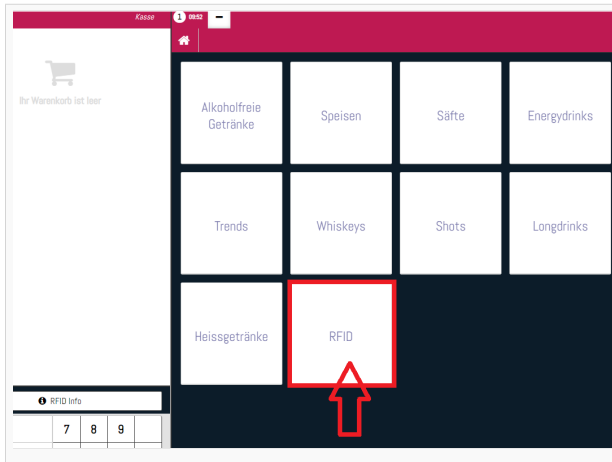 Kasse
1 09:52
Ihr Warenkorb ist leer
Alkoholfreie
Getränke
Speisen
Säfte
Energydrinks
Trends
Whiskeys
Shots
Longdrinks
Heissgetränke
RFID
RFID Info
7 8 9